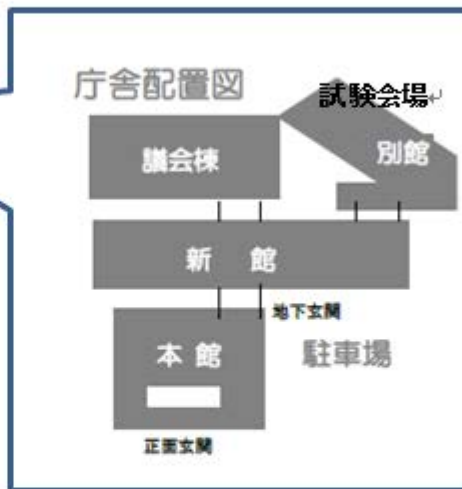 庁舎配置図
試験会場↵
議会棟
別館
新 館
地下玄関
本 館
駐車場
正面玄関